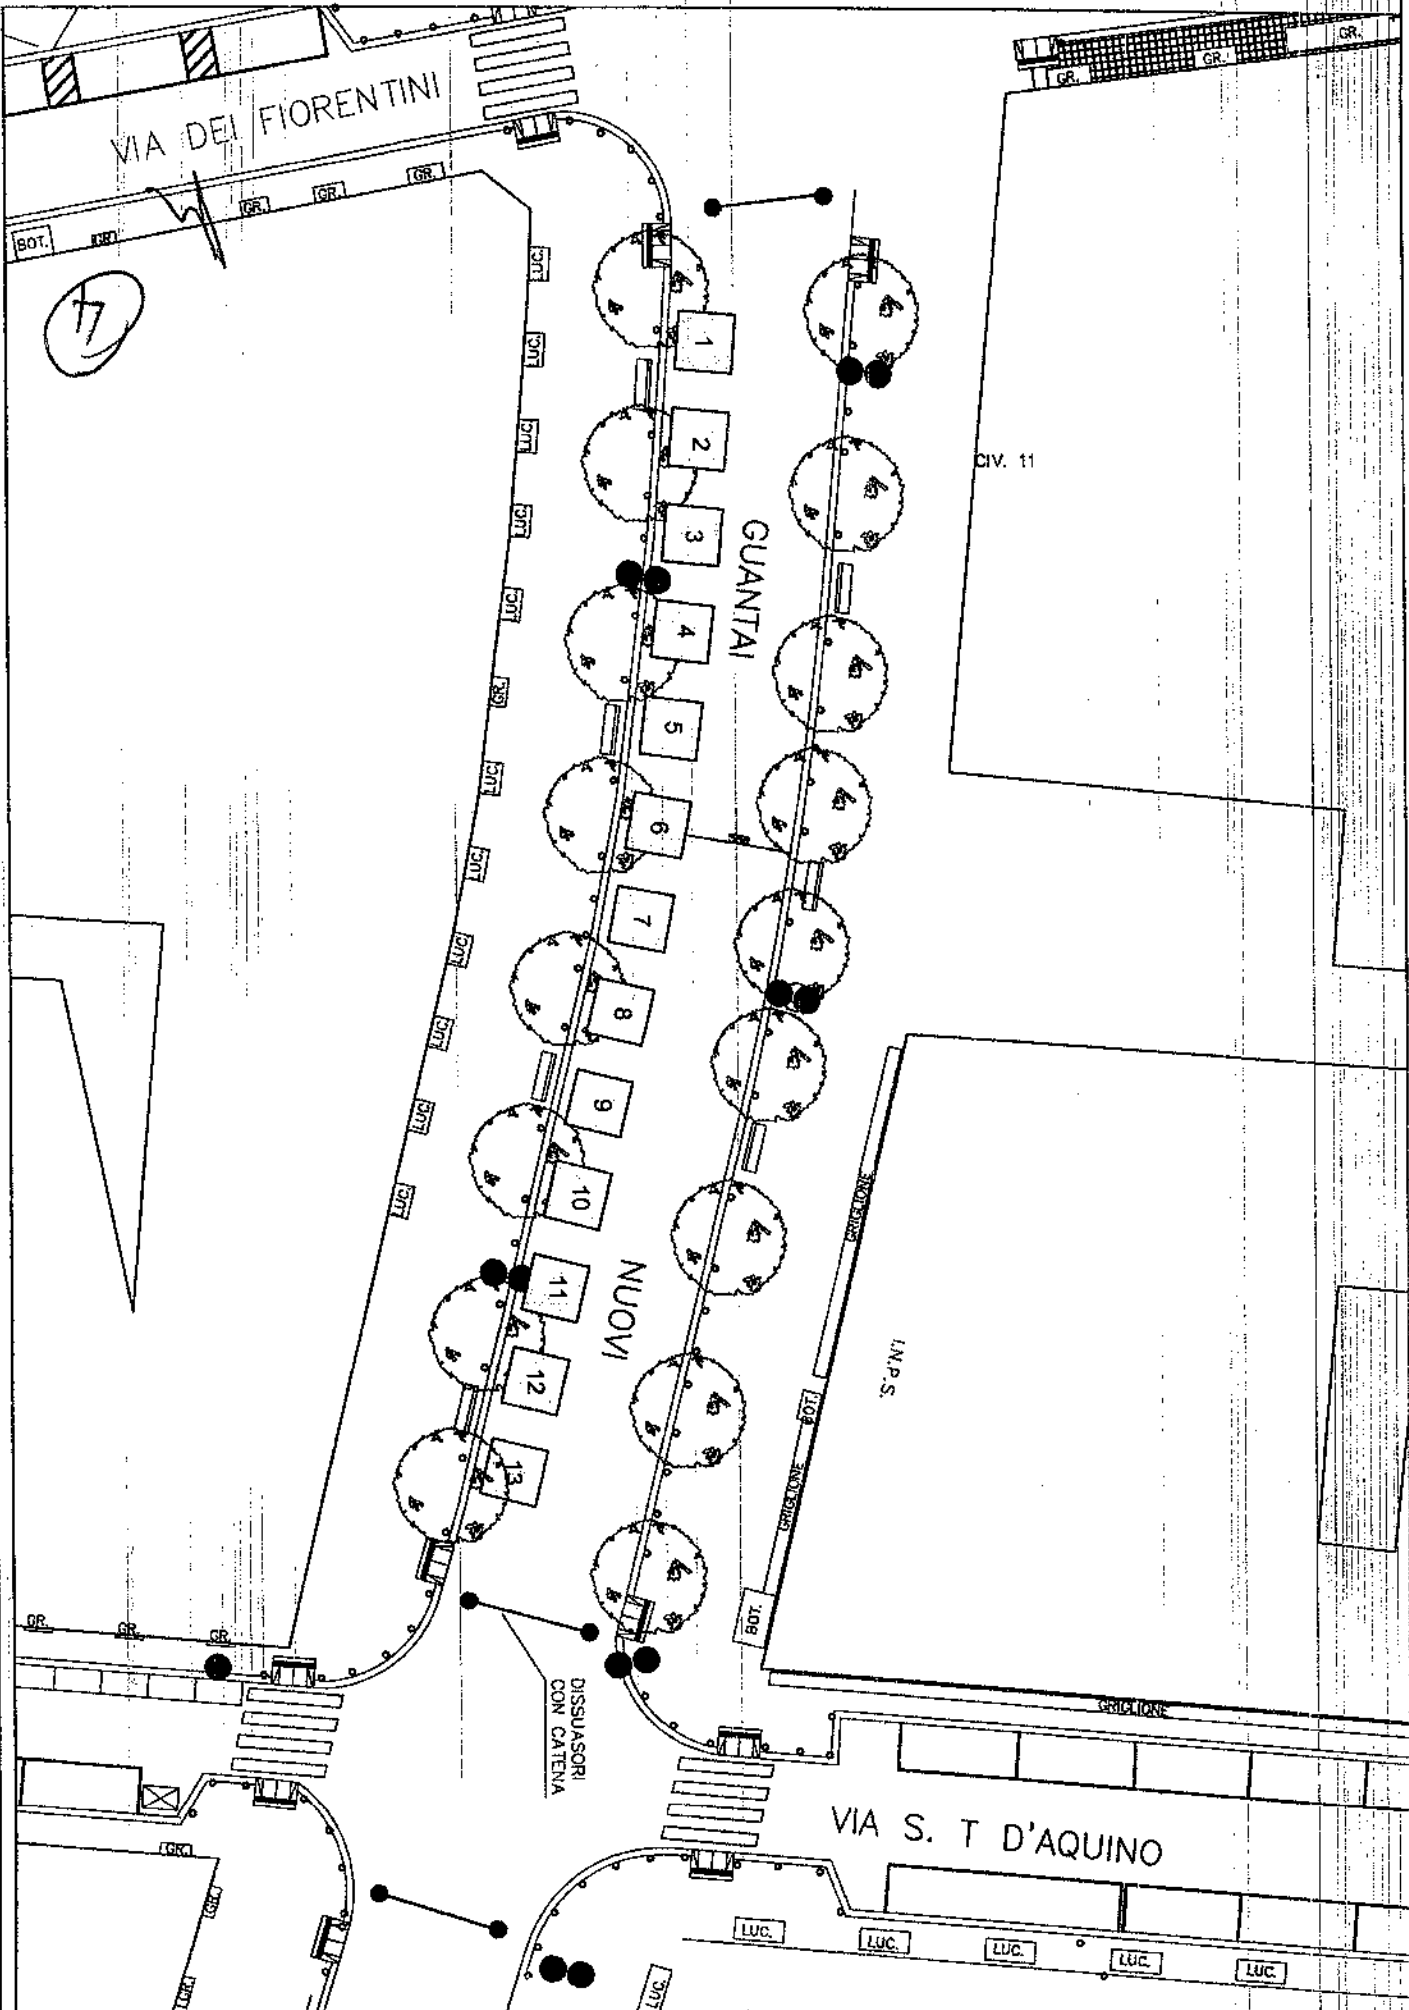 GR.
GR.
GR.
VIA DEI FIORENTINI
GR.
GR.
GR.
GR.
BOT.
4
LUC.
LUC.
LUC.
LUC.
LUC.
GR.
LUC.
LUC.
LUC.
LUC.
LUC.
LUC.
1
2
3
4
5
6
7
8
9
10
11
12
13
GUANTAI
NUOVI
CIV. 11
GRIGLIONE
I.N.P.S.
BOT.
GRIGLIONE
BOT.
GR.
GR.
GR.
DISSUASORI
CON CATENA
GRIGLIONE
VIA S. T D'AQUINO
GR.
GR.
GR.
LUC.
LUC.
LUC.
LUC.
LUC.
LUC.